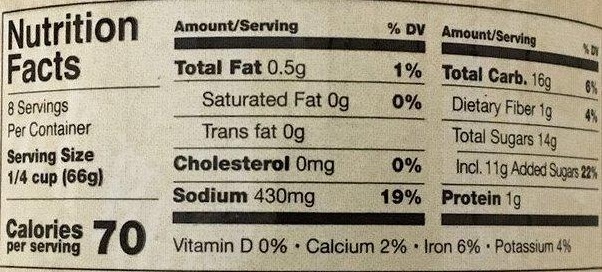 Nutrition
Facts
8 Servings
Per Container
Serving Size
1/4 cup (66g)
Calories
per serving 70
Amount/Serving % DV
Total Fat 0.5g 1%
Saturated Fat 0g 0%
Trans fat 0g
Cholesterol 0mg 0%
Sodium 430mg 19%
Amount/Serving % DV
Total Carb. 16g 6%
Dietary Fiber 1g 4%
Total Sugars 14g
Incl. 11g Added Sugars 22%
Protein 1g
Vitamin D 0% • Calcium 2% • Iron 6% • Potassium 4%